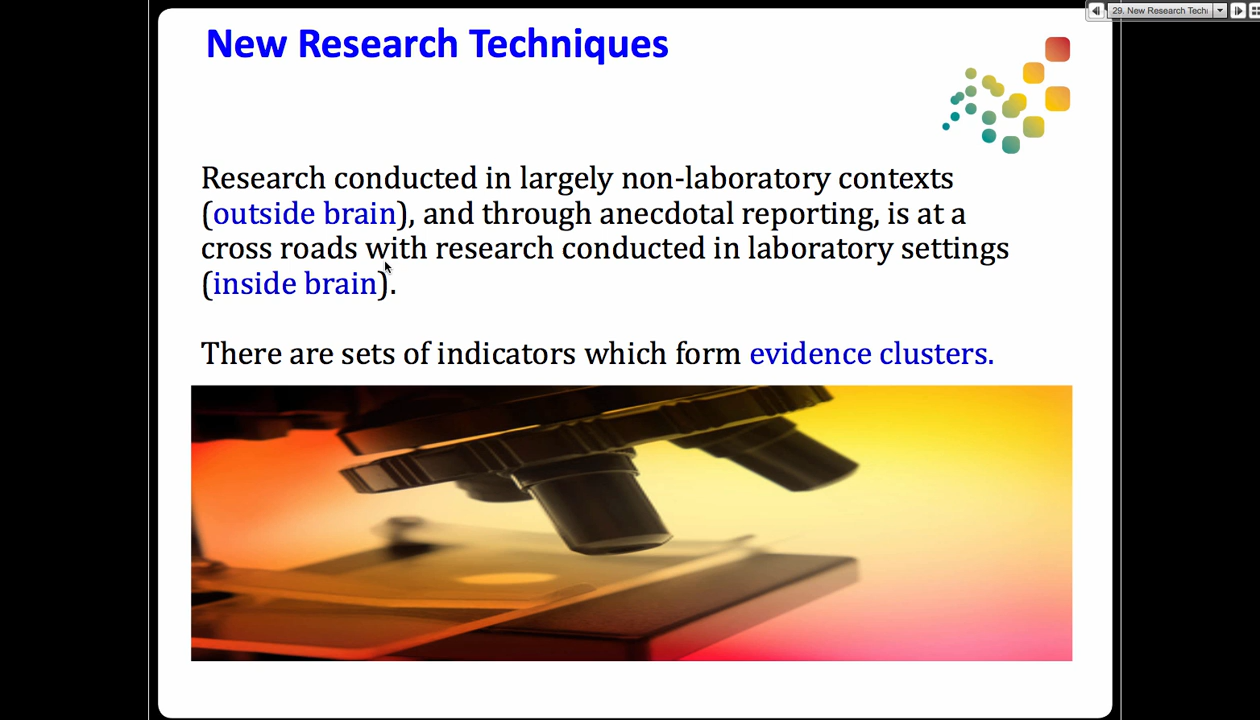 29. New Research Tech
New Research Techniques
Research conducted in largely non-laboratory contexts
(outside brain), and through anecdotal reporting, is at a
cross roads with research conducted in laboratory settings
(inside brain).
There are sets of indicators which form evidence clusters.